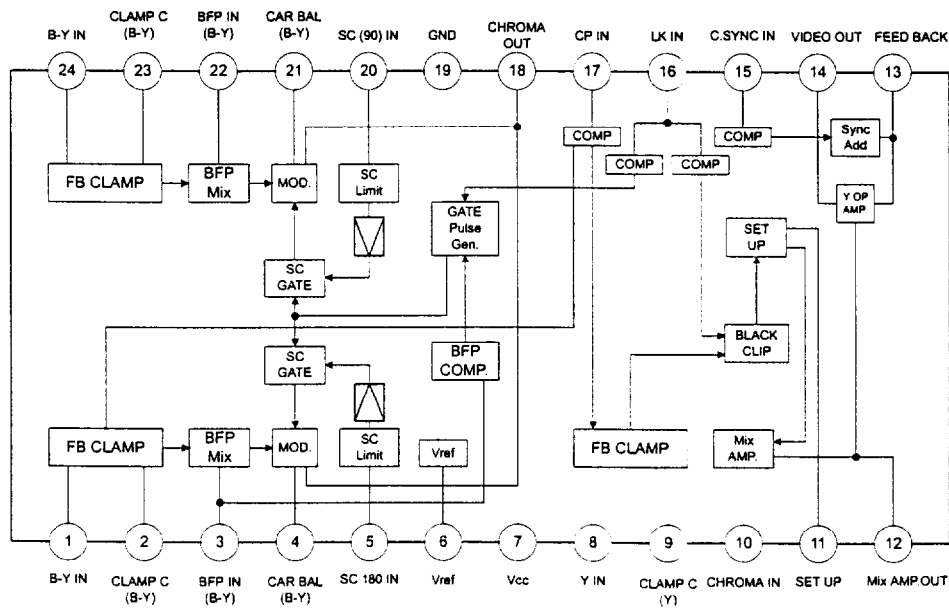 B-Y IN
CLAMP C
(B-Y)
BFP IN
(B-Y)
CAR BAL
(B-Y)
SC (90) IN
GND
CHROMA
OUT
CP IN
LK IN
C.SYNC IN
VIDEO OUT
FEED BACK
24
23
22
21
20
19
18
17
16
15
14
13
COMP
COMP
COMP
COMP
Sync
Add
FB CLAMP
BFP
Mix
MOD.
SC
Limit
GATE
Pulse
Gen.
Y OP
AMP.
SET
UP
SC
GATE
SC
GATE
BFP
COMP.
BLACK
CLIP
FB CLAMP
BFP
Mix
MOD.
SC
Limit
Vref
FB CLAMP
Mix
AMP.
1
2
3
4
5
6
7
8
9
10
11
12
B-Y IN
CLAMP C
(B-Y)
BFP IN
(B-Y)
CAR BAL
(B-Y)
SC 180 IN
Vref
Vcc
Y IN
CLAMP C
(Y)
CHROMA IN
SET UP
Mix AMP.OUT